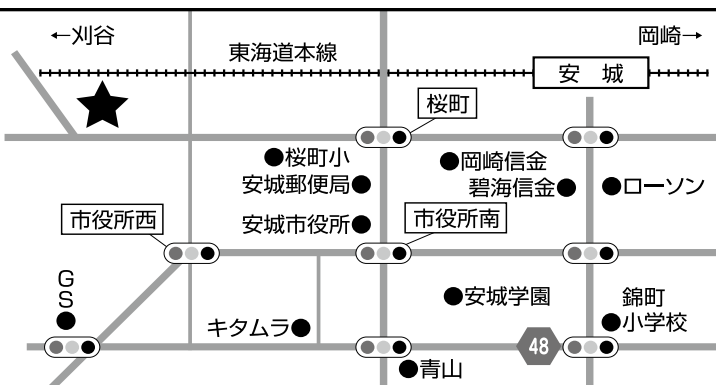 ←刈谷
岡崎→
東海道本線
安 城
桜町
桜町小
岡崎信金
安城郵便局
碧海信金
ローソン
市役所西
安城市役所
市役所南
GS
安城学園
錦町
小学校
キタムラ
48
青山